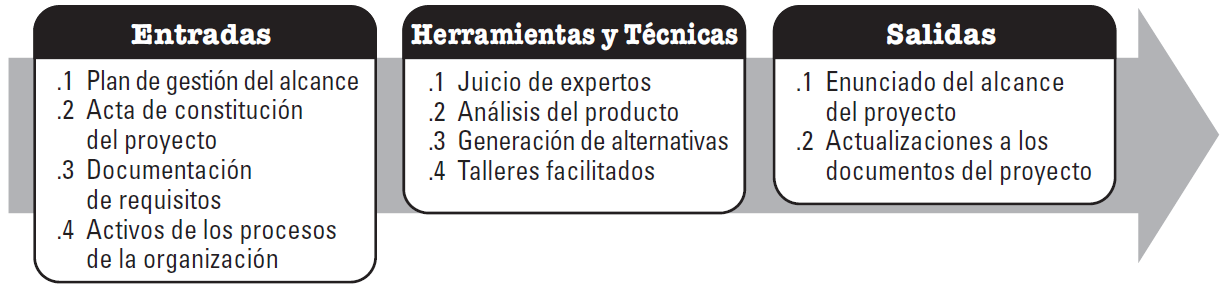 Entradas
.1 Plan de gestión del alcance
.2 Acta de constitución
del proyecto
.3 Documentación
de requisitos
.4 Activos de los procesos
de la organización
Herramientas y Técnicas
.1 Juicio de expertos
.2 Análisis del producto
.3 Generación de alternativas
.4 Talleres facilitados
Salidas
.1 Enunciado del alcance
del proyecto
.2 Actualizaciones a los
documentos del proyecto